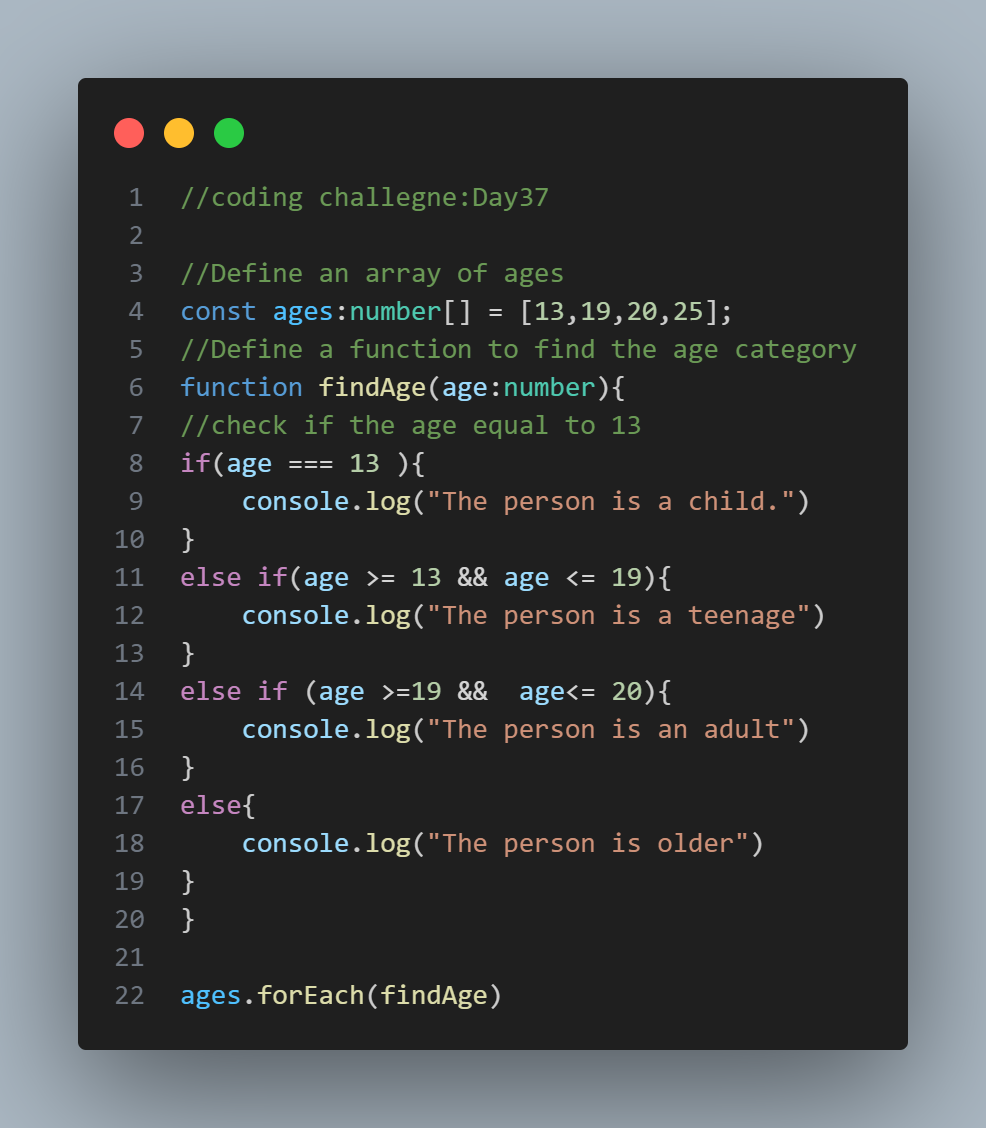 1 //coding challegne:Day37
2
3 //Define an array of ages
4 const ages:number[] = [13,19,20,25];
5 //Define a function to find the age category
6 function findAge(age:number){
7 //check if the age equal to 13
8 if(age === 13 ){
9     console.log("The person is a child.")
10 }
11 else if(age >= 13 && age <= 19){
12     console.log("The person is a teenage")
13 }
14 else if (age >=19 &&  age<= 20){
15     console.log("The person is an adult")
16 }
17 else{
18     console.log("The person is older")
19 }
20 }
21
22 ages.forEach(findAge)